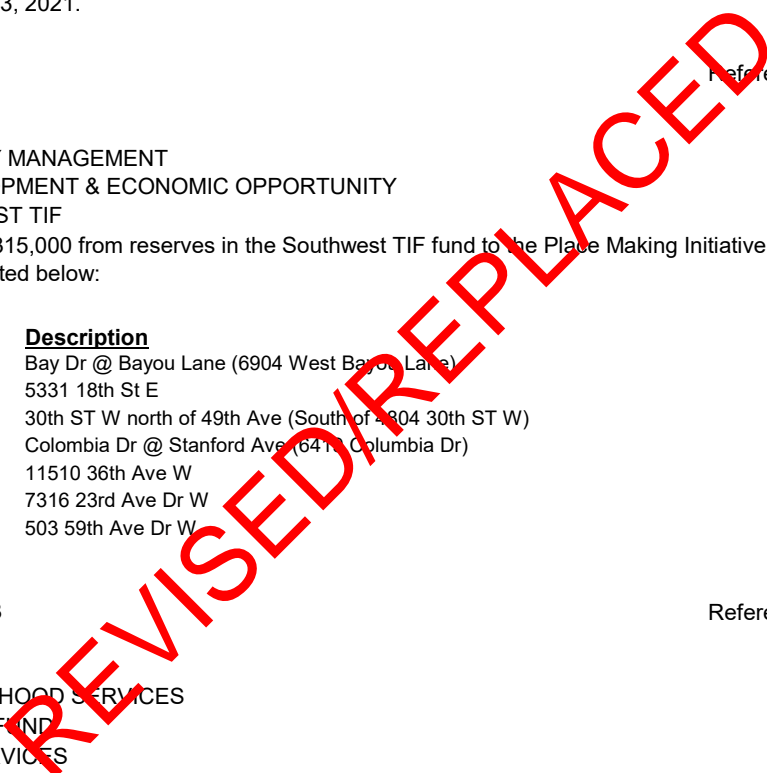 3, 2021.
Refere
Y MANAGEMENT
PMENT & ECONOMIC OPPORTUNITY
ST TIF
315,000 from reserves in the Southwest TIF fund to the Place Making Initiative
ted below:
Description
Bay Dr @ Bayou Lane (6904 West Bayou Lane)
5331 18th St E
30th ST W north of 49th Ave (South of 4804 30th ST W)
Colombia Dr @ Stanford Ave (6419 Columbia Dr)
11510 36th Ave W
7316 23rd Ave Dr W
503 59th Ave Dr W
Refere
HOOD SERVICES
FUND
VICES
REVISED/REPLACED